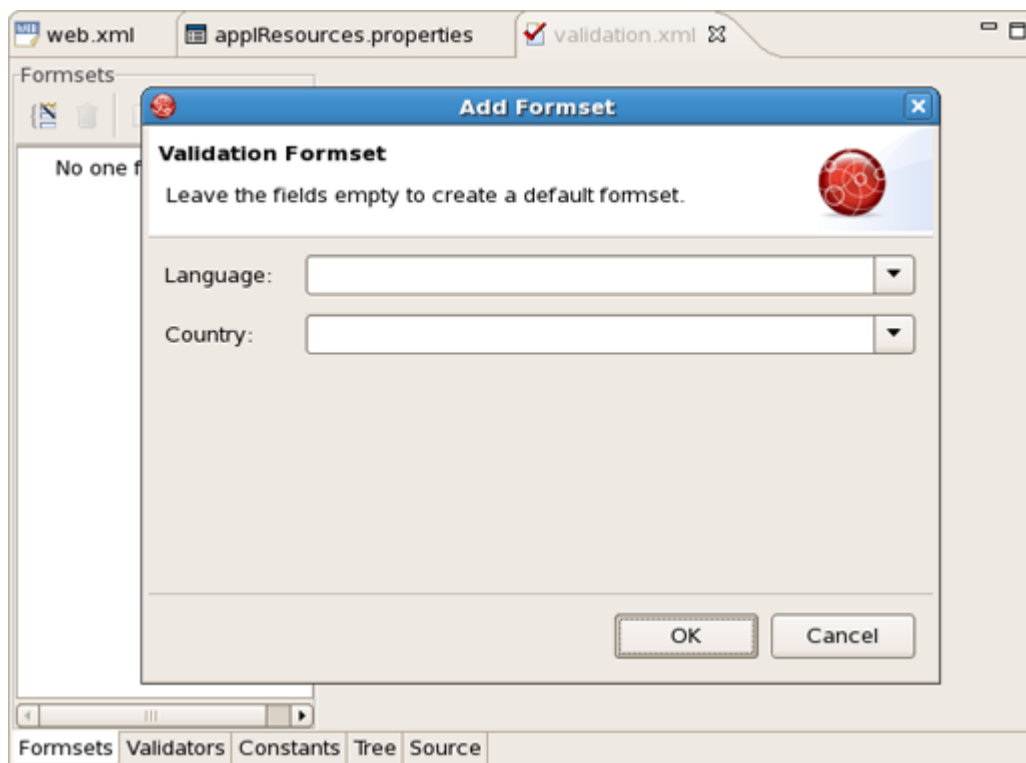 web.xml applResources.properties validation.xml
Formsets
Add Formset
Validation Formset
Leave the fields empty to create a default formset.
No one f
Language:
Country:
OK Cancel
Formsets Validators Constants Tree Source